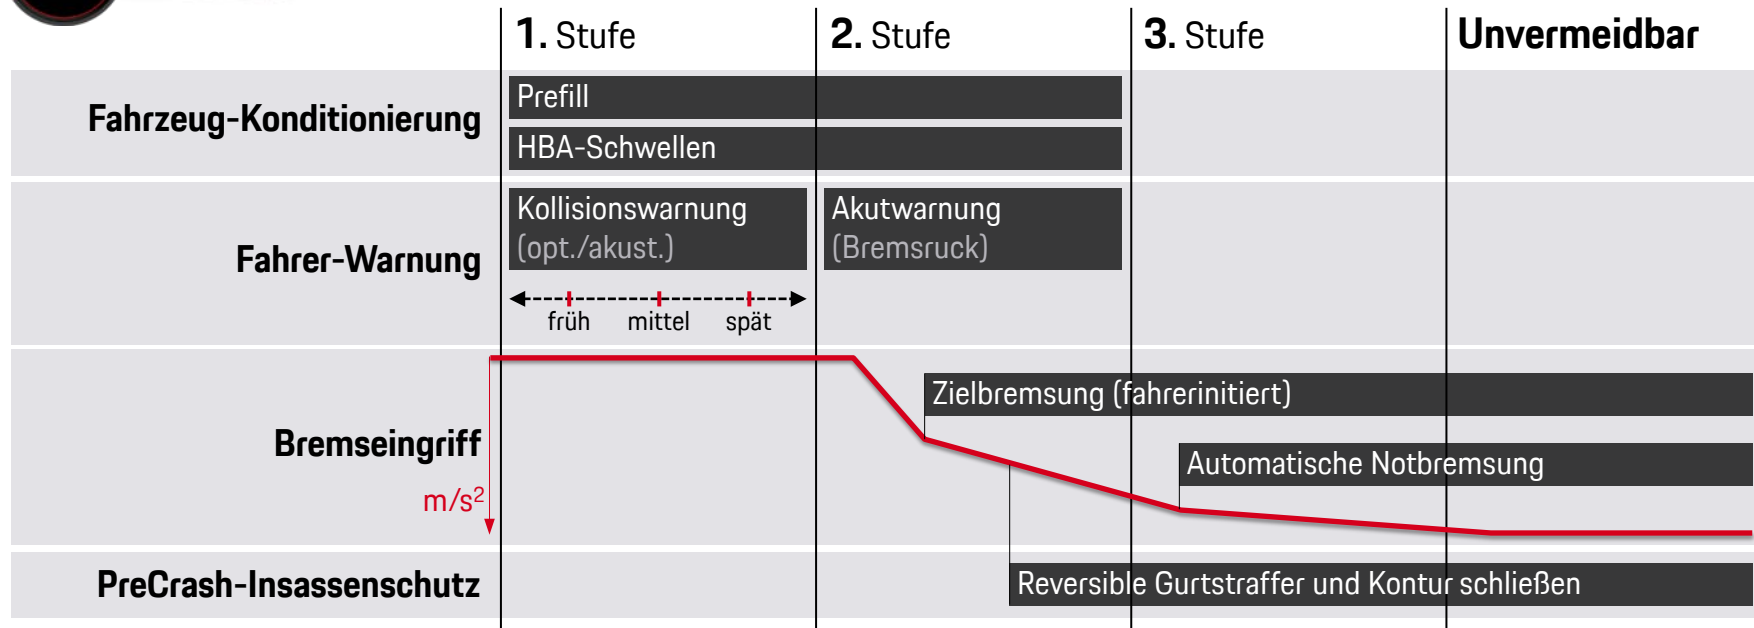 1. Stufe
2. Stufe
3. Stufe
Unvermeidbar
Fahrzeug-Konditionierung
Prefill
HBA-Schwellen
Fahrer-Warnung
Kollisionswarnung
(opt./akust.)
Akutwarnung
(Bremsruck)
früh mittel spät
Bremseingriff
m/s²
Zielbremsung (fahrerinitiert)
Automatische Notbremsung
PreCrash-Insassenschutz
Reversible Gurtstraffer und Kontur schließen